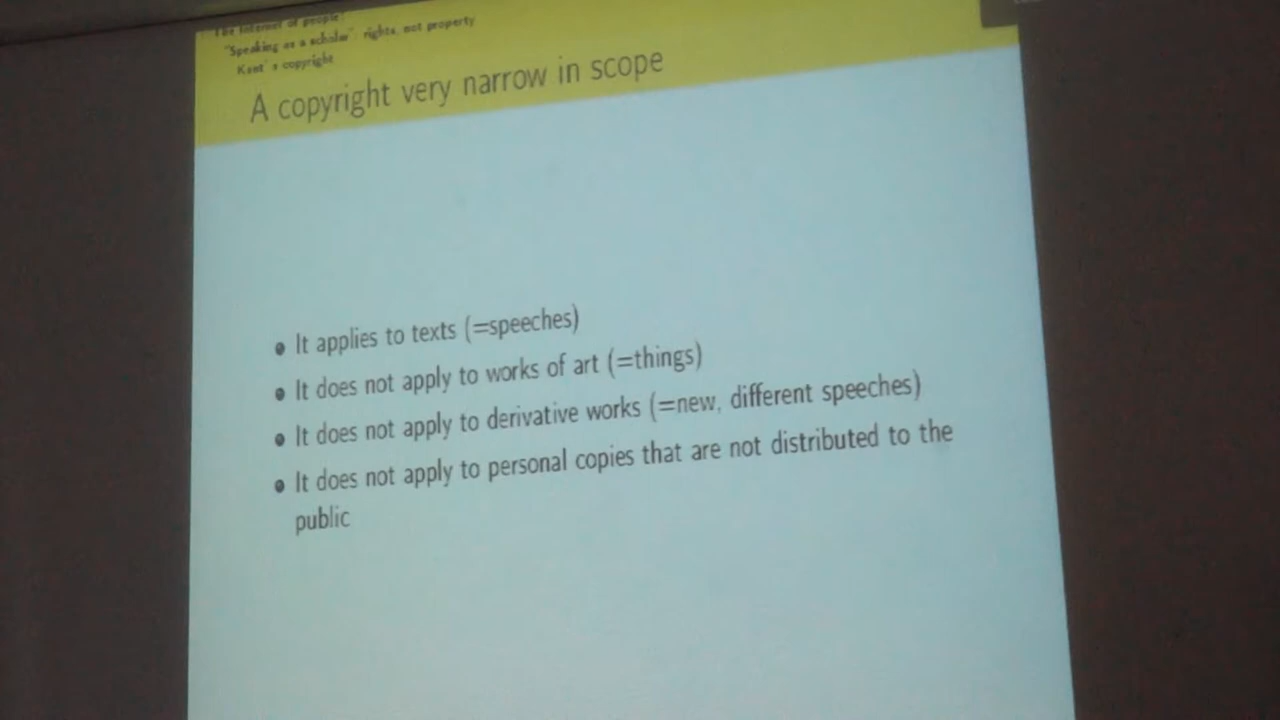 The Internet of people:
"Speaking as a scholar": rights, not property
Kant's copyright
A copyright very narrow in scope
• It applies to texts (=speeches)
• It does not apply to works of art (=things)
• It does not apply to derivative works (=new, different speeches)
• It does not apply to personal copies that are not distributed to the
public